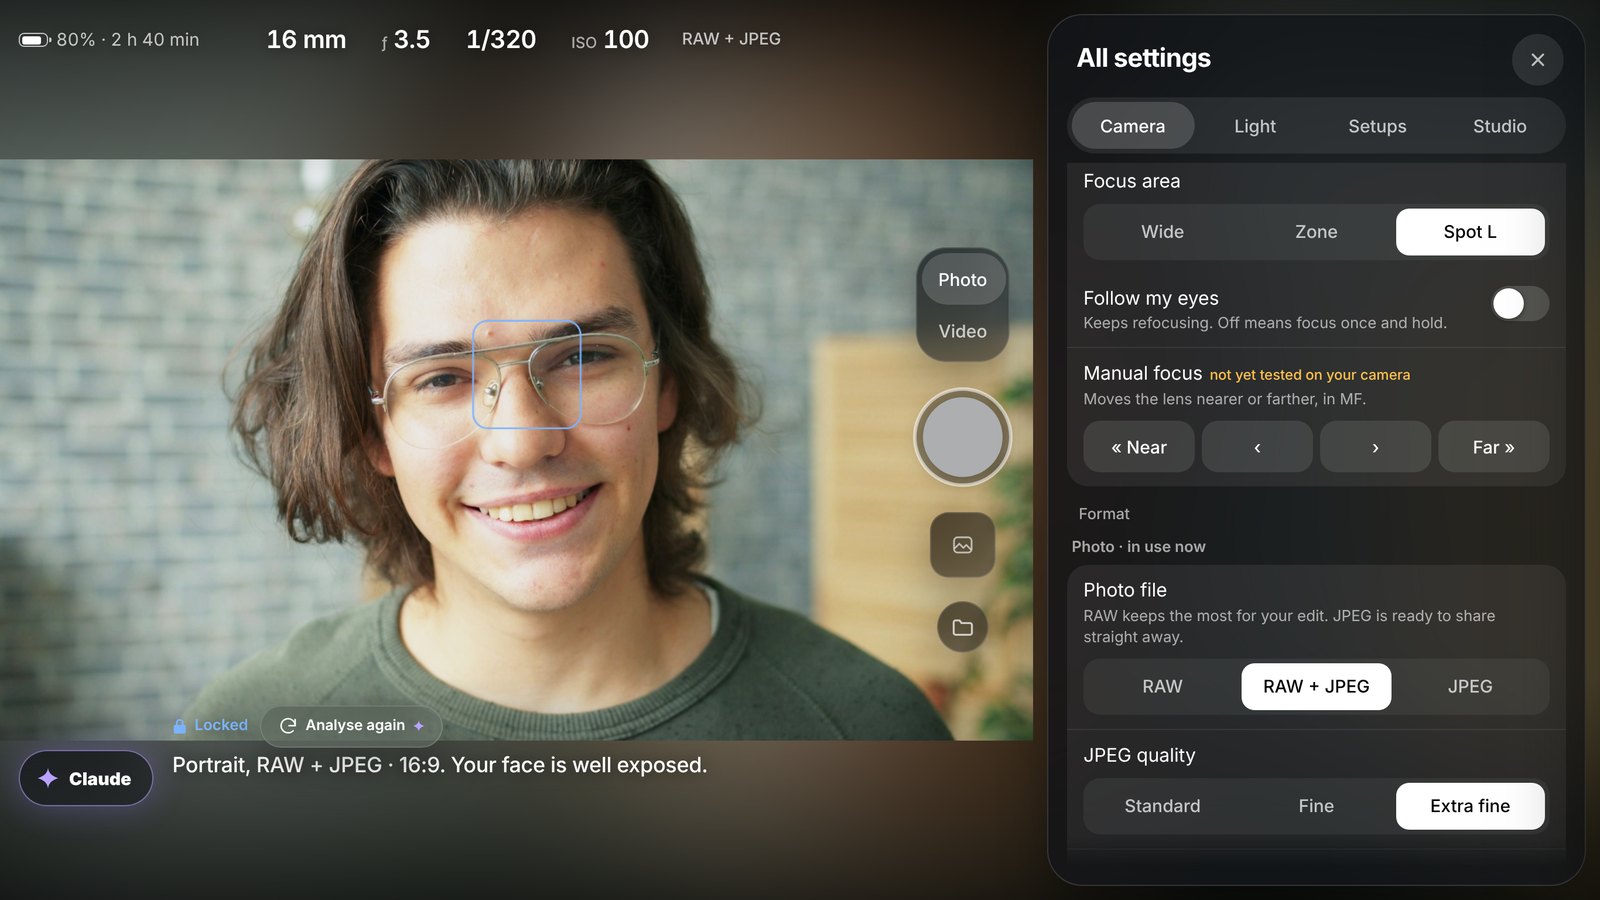 80% · 2 h 40 min
16 mm
ƒ 3.5
1/320
ISO 100
RAW + JPEG
Photo
Video
Locked
Analyse again
Claude
Portrait, RAW + JPEG · 16:9. Your face is well exposed.
All settings
Camera
Light
Setups
Studio
Focus area
Wide
Zone
Spot L
Follow my eyes
Keeps refocusing. Off means focus once and hold.
Manual focus not yet tested on your camera
Moves the lens nearer or farther, in MF.
« Near
‹
›
Far »
Format
Photo · in use now
Photo file
RAW keeps the most for your edit. JPEG is ready to share
straight away.
RAW
RAW + JPEG
JPEG
JPEG quality
Standard
Fine
Extra fine